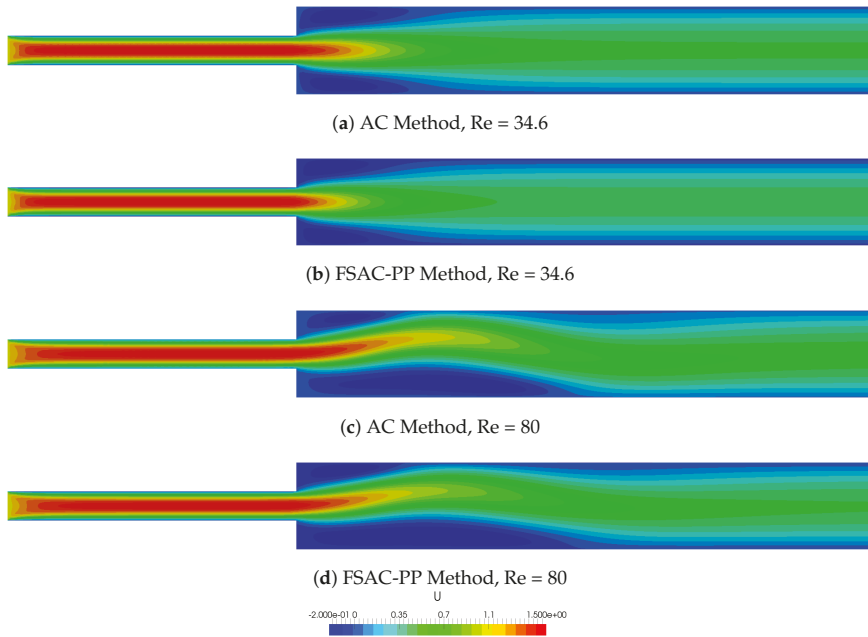 (a) AC Method, Re = 34.6
(b) FSAC-PP Method, Re = 34.6
(c) AC Method, Re = 80
(d) FSAC-PP Method, Re = 80
U
-2.000e-01 0 0.35 0.7 1.1 1.500e+00